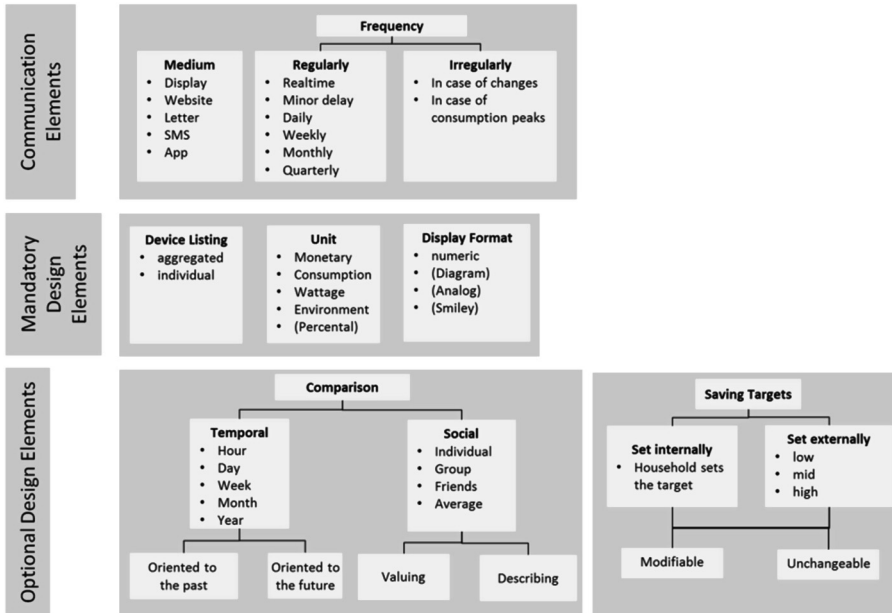 Communication
Elements
Frequency
Medium
• Display
• Website
• Letter
• SMS
• App
Regularly
• Realtime
• Minor delay
• Daily
• Weekly
• Monthly
• Quarterly
Irregularly
• In case of changes
• In case of
consumption peaks
Mandatory
Design
Elements
Device Listing
• aggregated
• individual
Unit
• Monetary
• Consumption
• Wattage
• Environment
• (Percental)
Display Format
• numeric
• (Diagram)
• (Analog)
• (Smiley)
Optional Design Elements
Comparison
Temporal
• Hour
• Day
• Week
• Month
• Year
Social
• Individual
• Group
• Friends
• Average
Oriented to
the past
Oriented to
the future
Valuing
Describing
Saving Targets
Set internally
• Household sets
the target
Set externally
• low
• mid
• high
Modifiable
Unchangeable